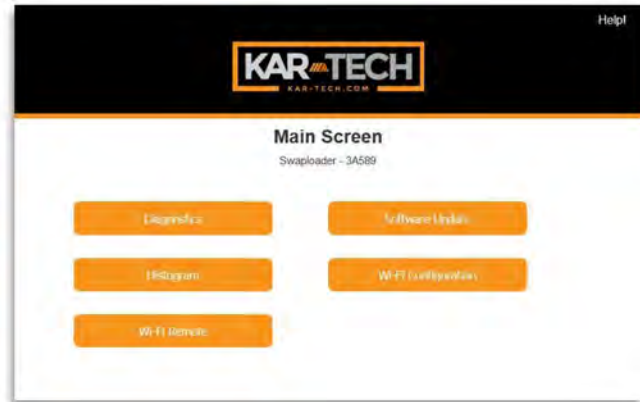 Help!
KAR-TECH
KAR-TECH.COM
Main Screen
Swaploader - 3A589
Diagnostics
Software Update
Histogram
Wi-Fi Configuration
Wi-Fi Remote